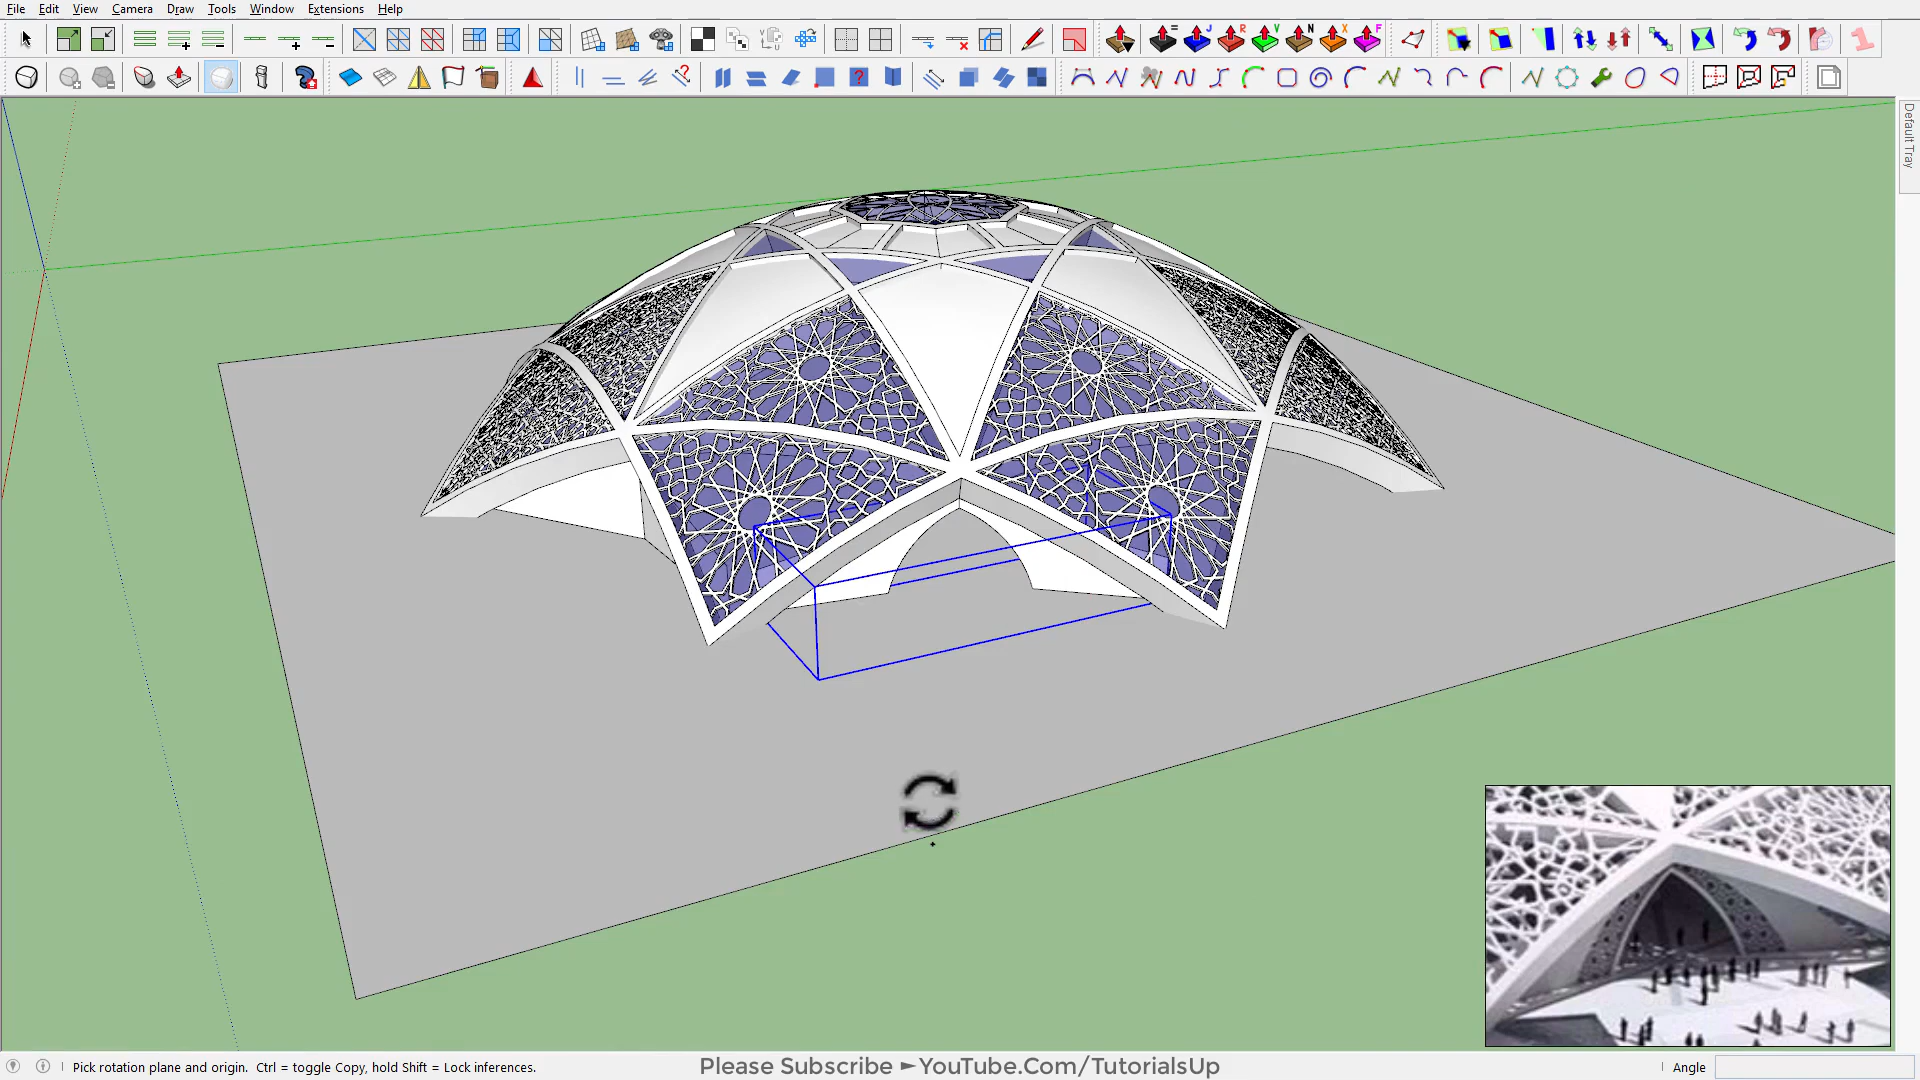 File Edit View Camera Draw Tools Window Extensions Help
Default Tray
Pick rotation plane and origin. Ctrl = toggle Copy, hold Shift = Lock inferences.
Please Subscribe ►YouTube.Com/TutorialsUp
Angle